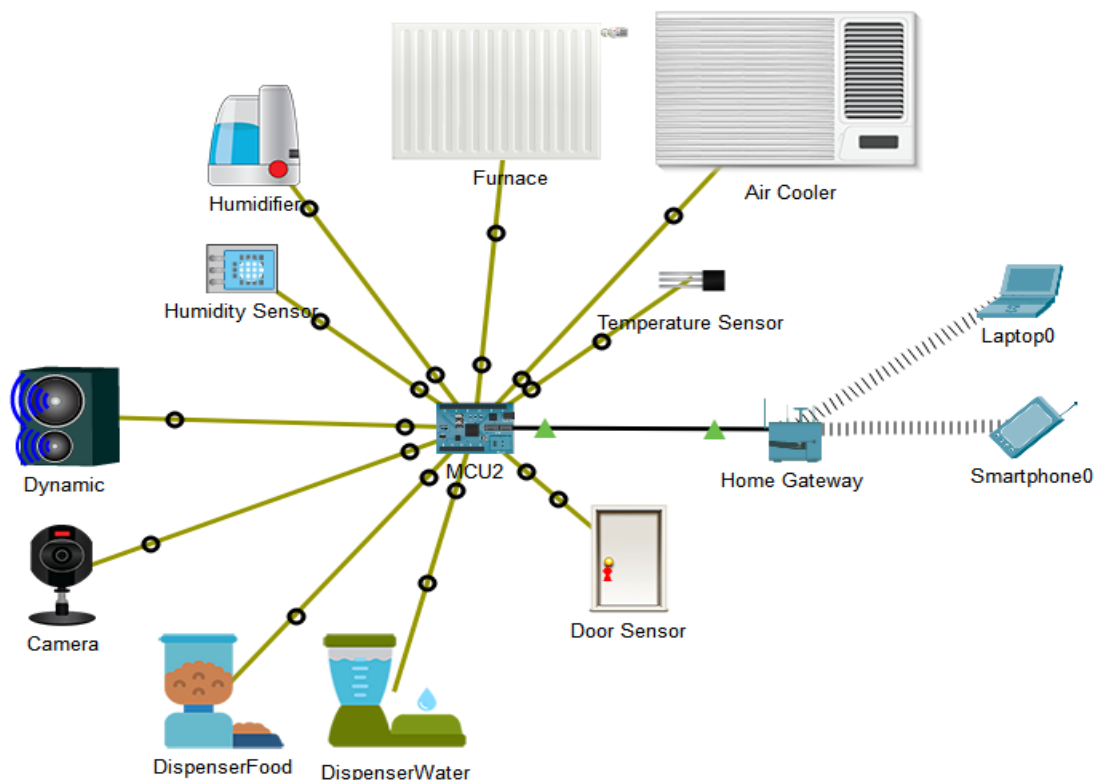 Furnace
Air Cooler
Humidifier
Humidity Sensor
Temperature Sensor
Laptop0
Dynamic
MCU2
Home Gateway
Smartphone0
Door Sensor
Camera
DispenserFood
DispenserWater